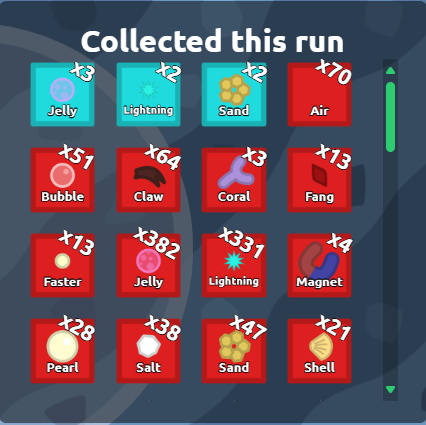 Collected this run
x3 x2 x2 x70
Jelly Lightning Sand Air
x51 x64 x3 x13
Bubble Claw Coral Fang
x13 x382 x331 x4
Faster Jelly Lightning Magnet
x28 x38 x47 x21
Pearl Salt Sand Shell